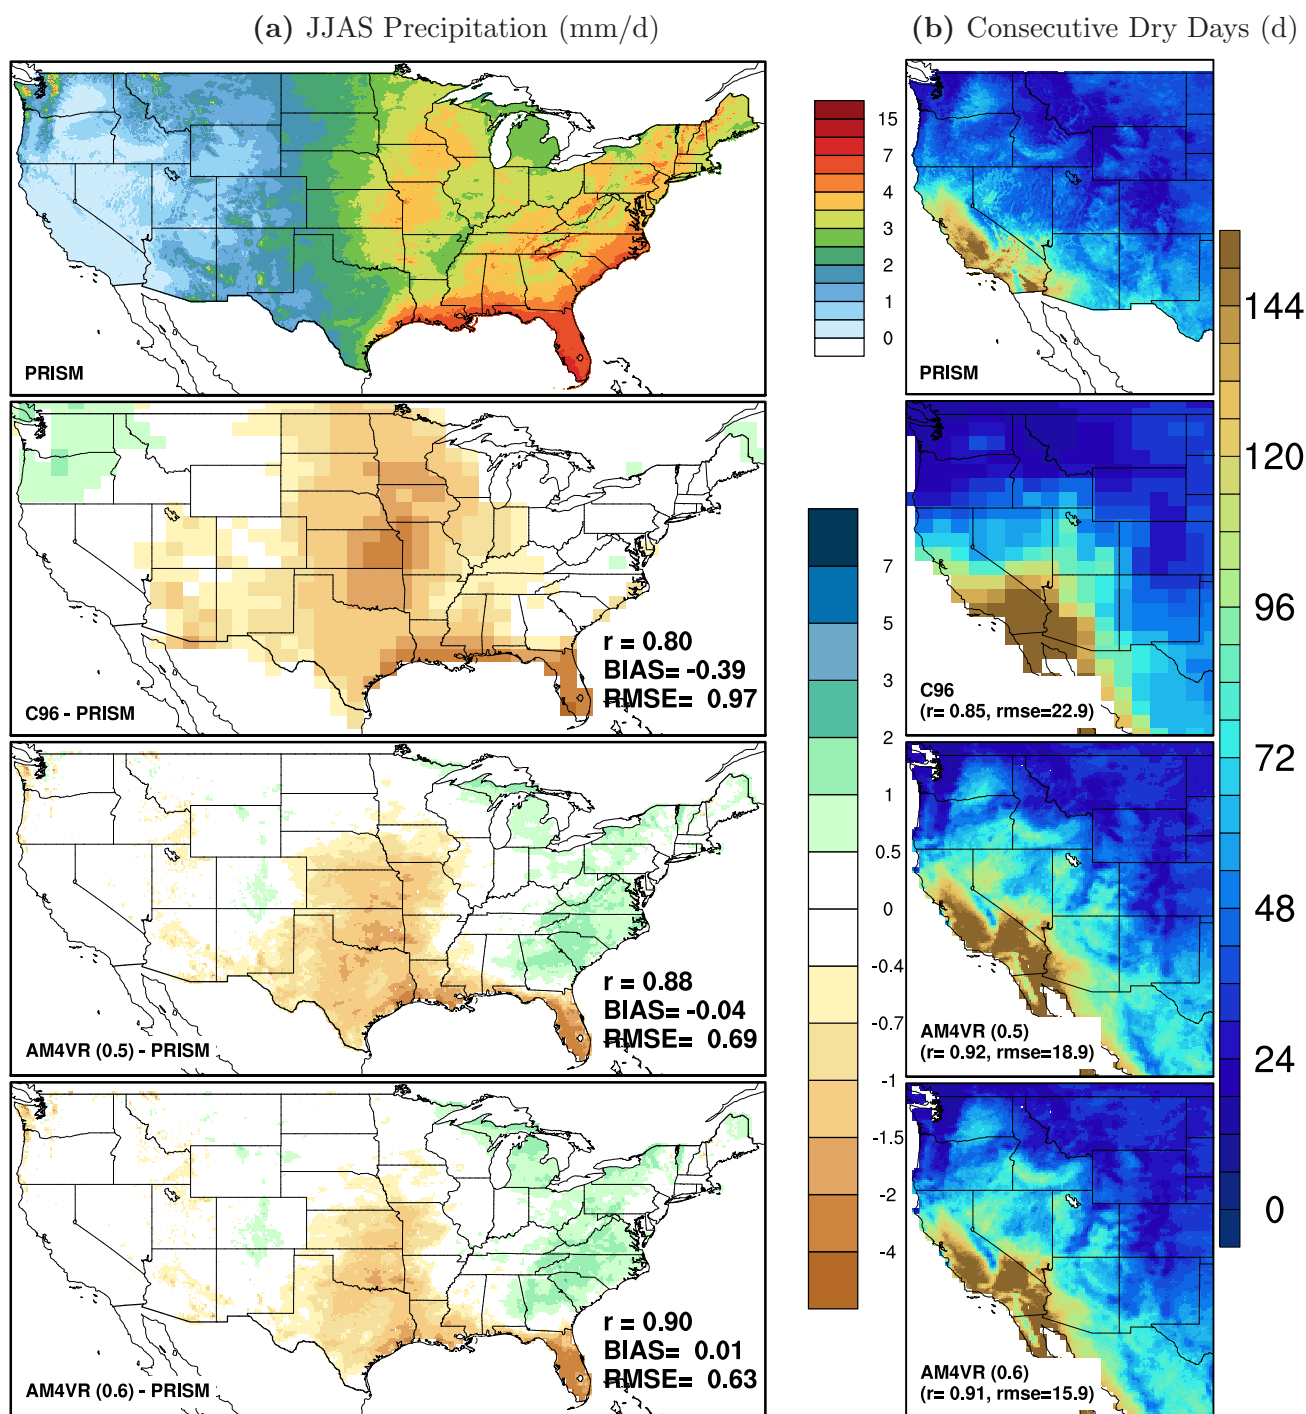 (a) JJAS Precipitation (mm/d)
(b) Consecutive Dry Days (d)
PRISM
15
7
4
3
2
1
0
PRISM
C96 - PRISM
r = 0.80
BIAS= -0.39
RMSE= 0.97
C96
(r= 0.85, rmse=22.9)
AM4VR (0.5) - PRISM
r = 0.88
BIAS= -0.04
RMSE= 0.69
AM4VR (0.5)
(r= 0.92, rmse=18.9)
AM4VR (0.6) - PRISM
r = 0.90
BIAS= 0.01
RMSE= 0.63
AM4VR (0.6)
(r= 0.91, rmse=15.9)
7
5
3
2
1
0.5
0
-0.4
-0.7
-1
-1.5
-2
-4
144
120
96
72
48
24
0